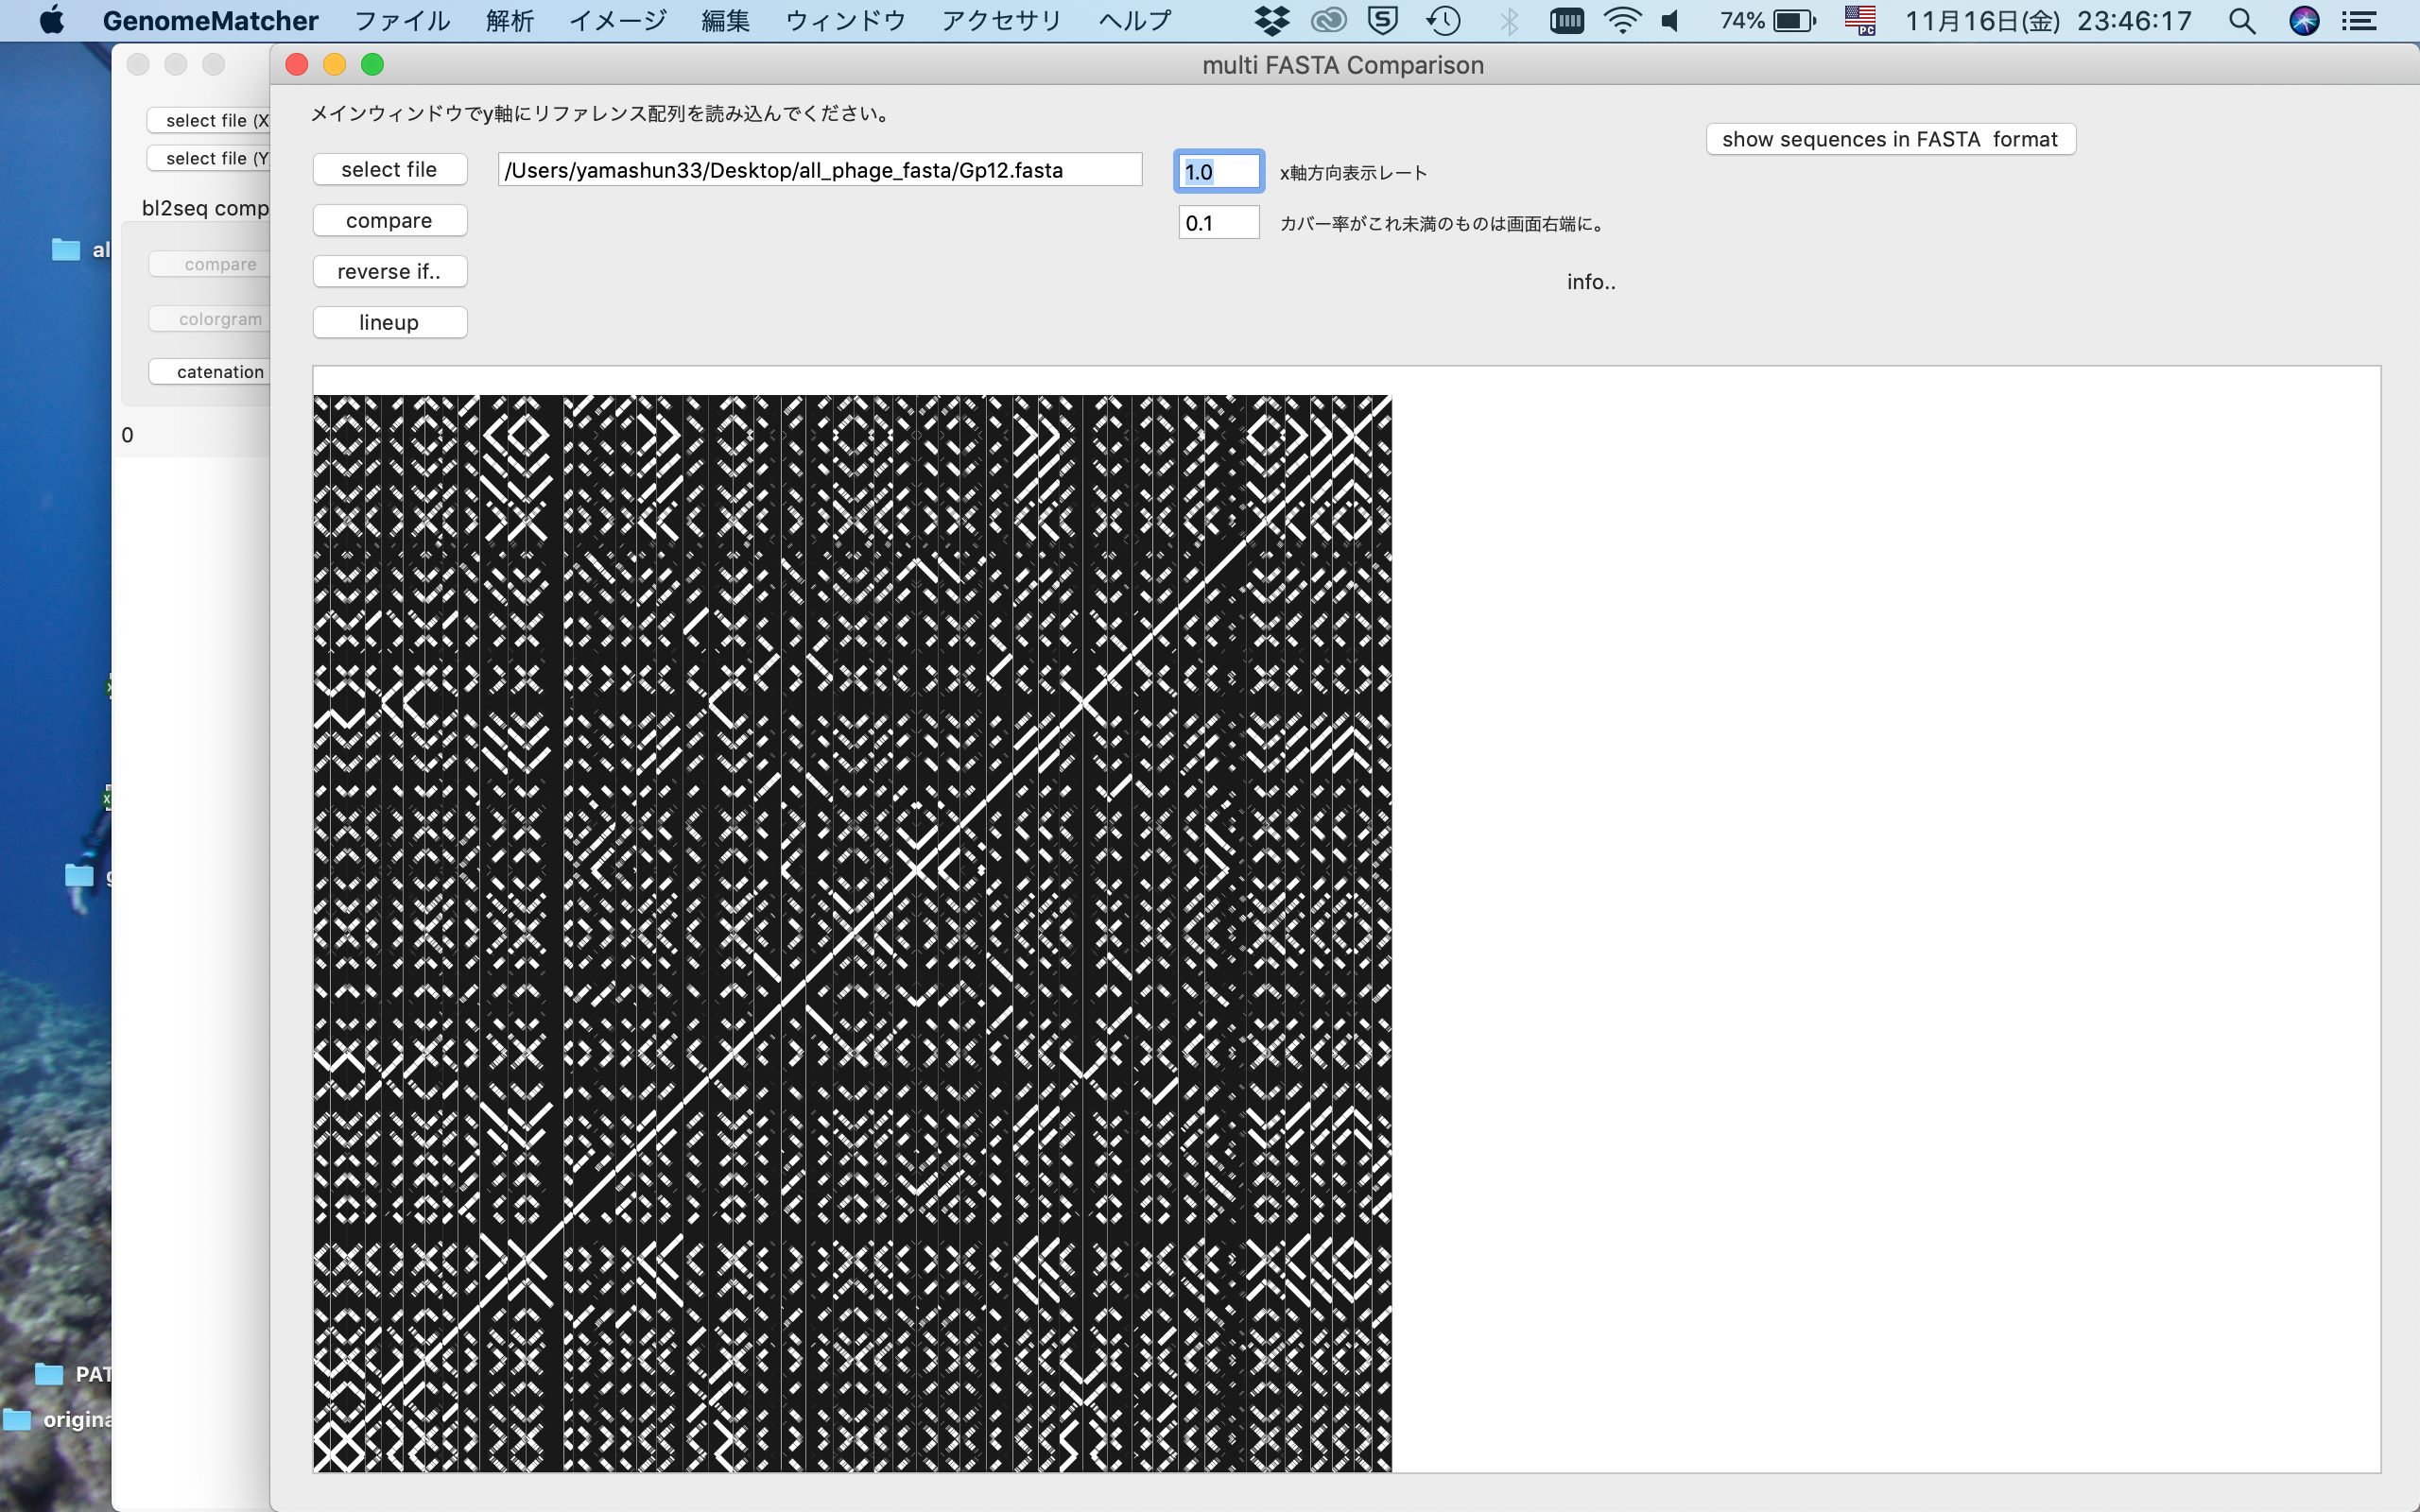 GenomeMatcher ファイル 解析 イメージ 編集 ウィンドウ アクセサリ ヘルプ 74% PC 11月16日(金) 23:46:17
multi FASTA Comparison
メインウィンドウでy軸にリファレンス配列を読み込んでください。
select file (X
select file (Y
show sequences in FASTA format
select file /Users/yamashun33/Desktop/all_phage_fasta/Gp12.fasta 1.0 x軸方向表示レート
bl2seq comp
compare 0.1 カバー率がこれ未満のものは画面右端に。
al
compare
reverse if.. info..
colorgram
lineup
catenation
0
PAT
origina